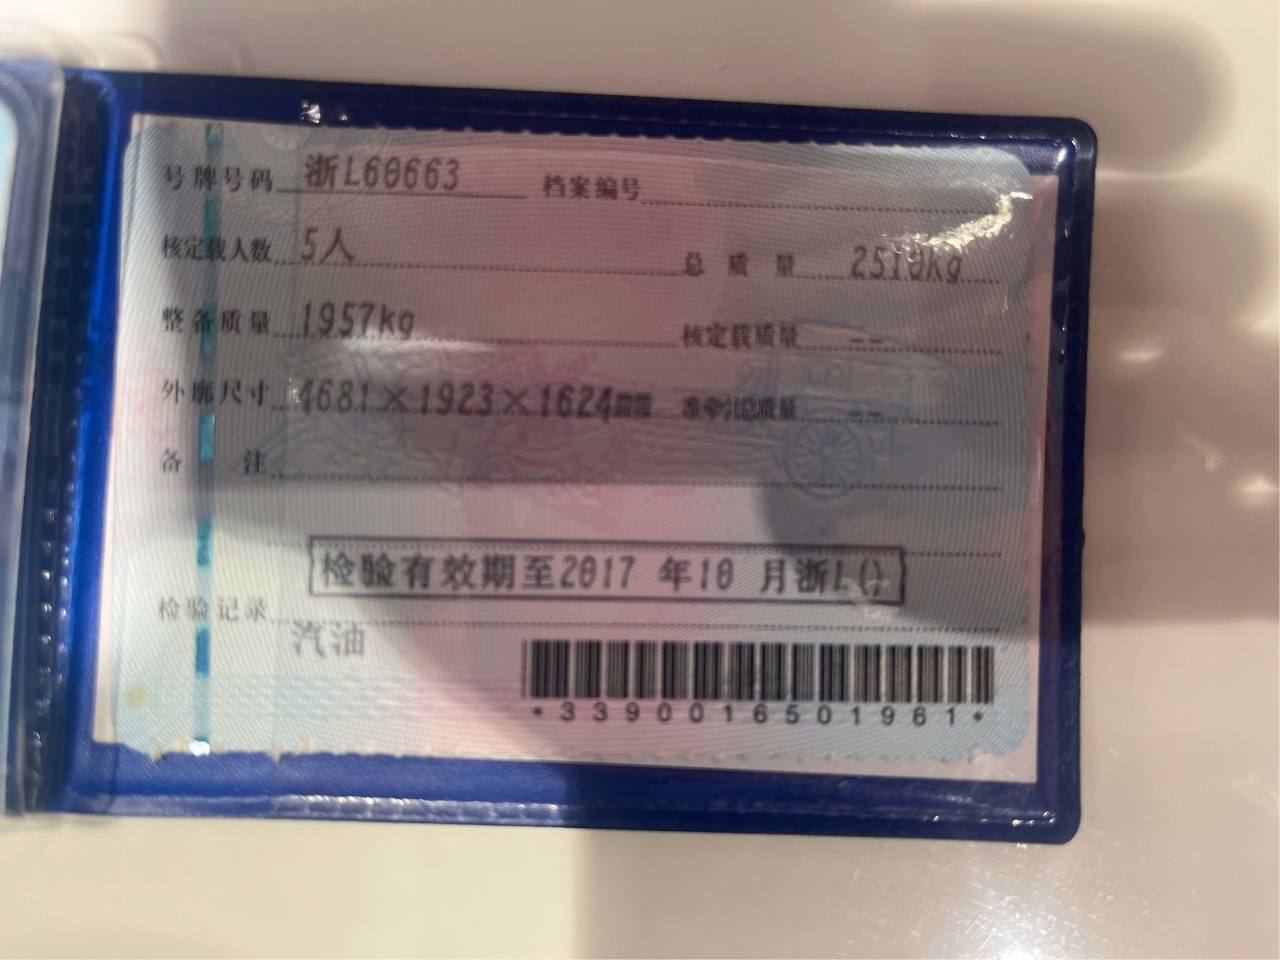 号牌号码 浙L60663 档案编号
核定载人数 5人 总质量 2510kg
整备质量 1957kg 核定载质量 --
外廓尺寸 4681×1923×1624mm 准牵引总质量 --
备注
检验有效期至2017 年10 月浙L()
检验记录
汽油
*3390016501961*